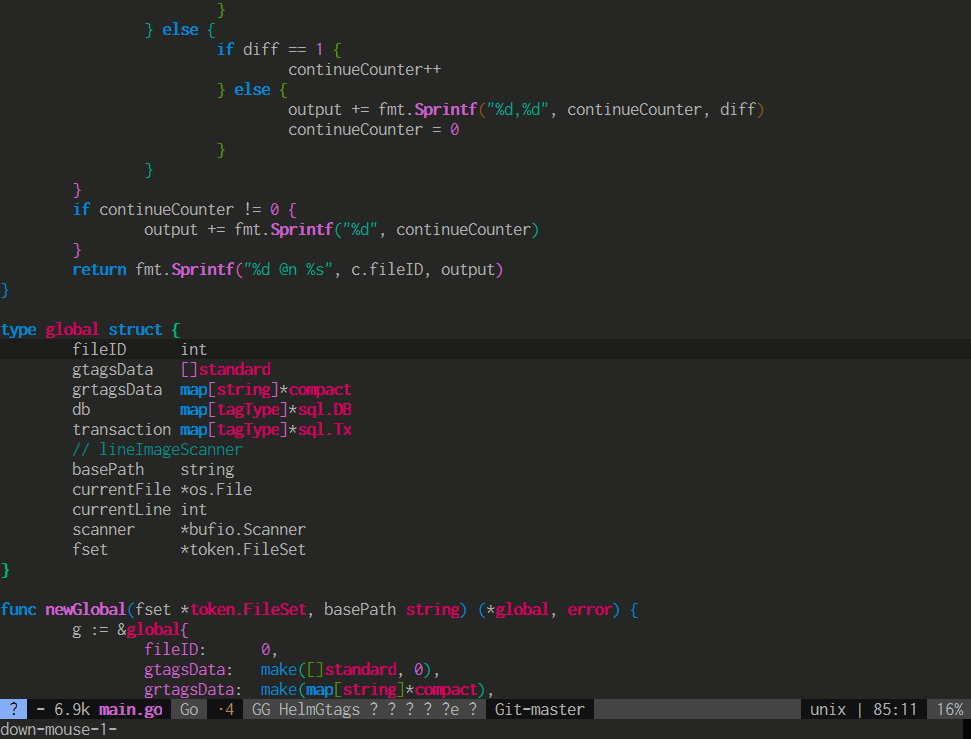 }
                } else {
                        if diff == 1 {
                                continueCounter++
                        } else {
                                output += fmt.Sprintf("%d,%d", continueCounter, diff)
                                continueCounter = 0
                        }
                }
        }
        if continueCounter != 0 {
                output += fmt.Sprintf("%d", continueCounter)
        }
        return fmt.Sprintf("%d @n %s", c.fileID, output)
}

type global struct {
        fileID      int
        gtagsData   []standard
        grtagsData  map[string]*compact
        db          map[tagType]*sql.DB
        transaction map[tagType]*sql.Tx
        // lineImageScanner
        basePath    string
        currentFile *os.File
        currentLine int
        scanner     *bufio.Scanner
        fset        *token.FileSet
}

func newGlobal(fset *token.FileSet, basePath string) (*global, error) {
        g := &global{
                fileID:      0,
                gtagsData:   make([]standard, 0),
                grtagsData:  make(map[string]*compact),
? - 6.9k main.go Go ·4 GG HelmGtags ? ? ? ? ?e ? Git-master unix | 85:11 16%
down-mouse-1-